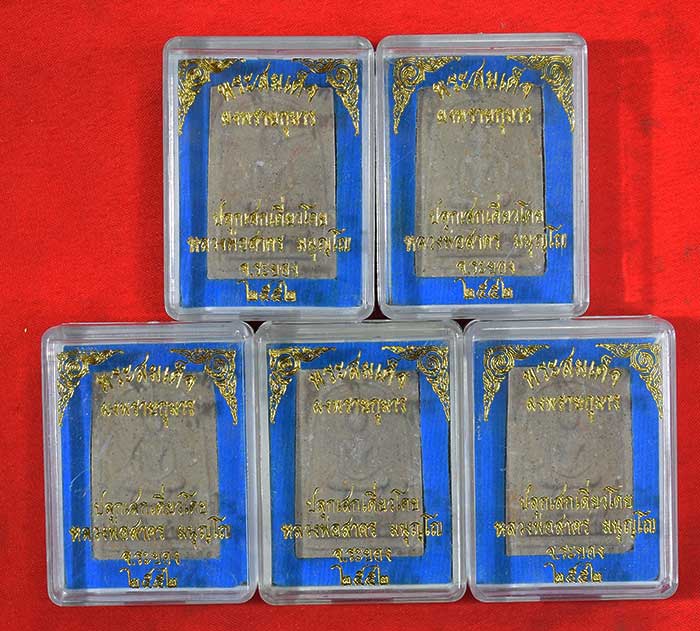 พระสมเด็จ
ผงพรายกุมาร
ปลุกเสกเดี่ยวโดย
หลวงพ่อสาคร มนุญโญ
จ.ระยอง
๒๕๕๒
พระสมเด็จ
ผงพรายกุมาร
ปลุกเสกเดี่ยวโดย
หลวงพ่อสาคร มนุญโญ
จ.ระยอง
๒๕๕๒
พระสมเด็จ
ผงพรายกุมาร
ปลุกเสกเดี่ยวโดย
หลวงพ่อสาคร มนุญโญ
จ.ระยอง
๒๕๕๒
พระสมเด็จ
ผงพรายกุมาร
ปลุกเสกเดี่ยวโดย
หลวงพ่อสาคร มนุญโญ
จ.ระยอง
๒๕๕๒
พระสมเด็จ
ผงพรายกุมาร
ปลุกเสกเดี่ยวโดย
หลวงพ่อสาคร มนุญโญ
จ.ระยอง
๒๕๕๒